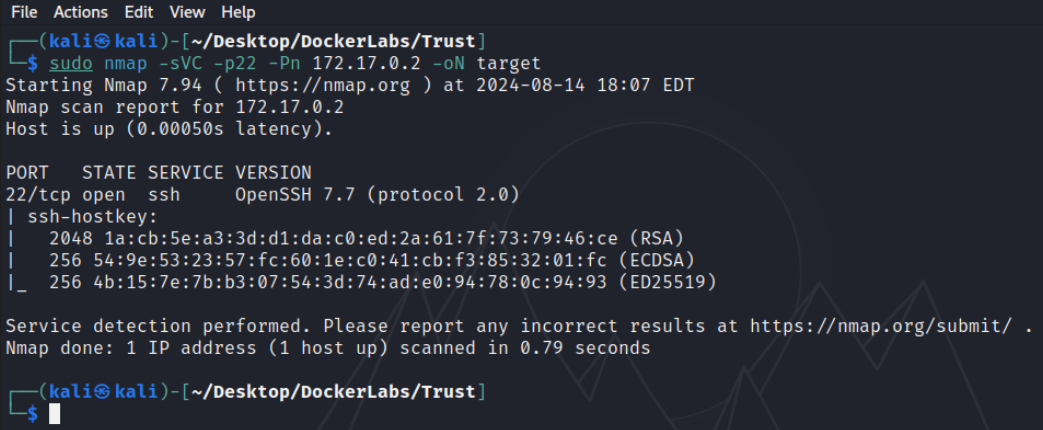 File Actions Edit View Help
┌──(kali㉿kali)-[~/Desktop/DockerLabs/Trust]
└─$ sudo nmap -sVC -p22 -Pn 172.17.0.2 -oN target
Starting Nmap 7.94 ( https://nmap.org ) at 2024-08-14 18:07 EDT
Nmap scan report for 172.17.0.2
Host is up (0.00050s latency).

PORT   STATE SERVICE VERSION
22/tcp open  ssh     OpenSSH 7.7 (protocol 2.0)
| ssh-hostkey:
|   2048 1a:cb:5e:a3:3d:d1:da:c0:ed:2a:61:7f:73:79:46:ce (RSA)
|   256 54:9e:53:23:57:fc:60:1e:c0:41:cb:f3:85:32:01:fc (ECDSA)
|_  256 4b:15:7e:7b:b3:07:54:3d:74:ad:e0:94:78:0c:94:93 (ED25519)

Service detection performed. Please report any incorrect results at https://nmap.org/submit/ .
Nmap done: 1 IP address (1 host up) scanned in 0.79 seconds

┌──(kali㉿kali)-[~/Desktop/DockerLabs/Trust]
└─$